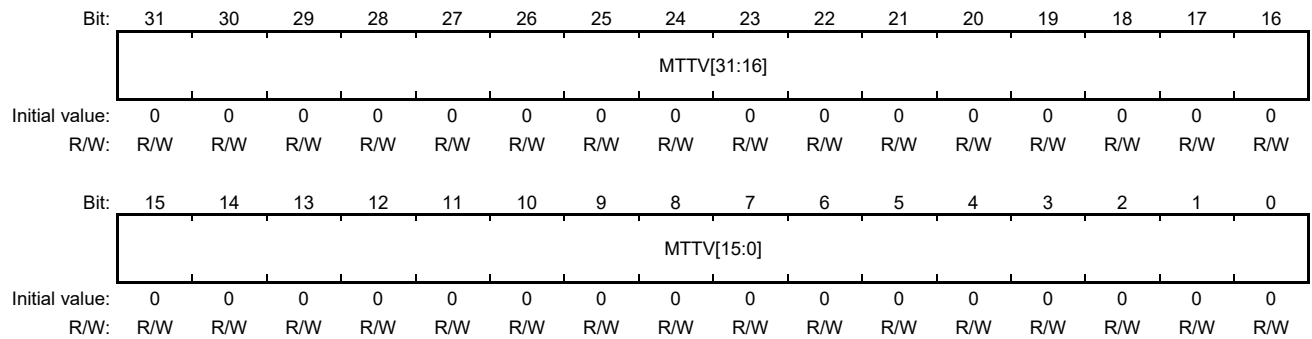 Bit: 31 30 29 28 27 26 25 24 23 22 21 20 19 18 17 16
MTTV[31:16]
Initial value: 0 0 0 0 0 0 0 0 0 0 0 0 0 0 0 0
R/W: R/W R/W R/W R/W R/W R/W R/W R/W R/W R/W R/W R/W R/W R/W R/W R/W
Bit: 15 14 13 12 11 10 9 8 7 6 5 4 3 2 1 0
MTTV[15:0]
Initial value: 0 0 0 0 0 0 0 0 0 0 0 0 0 0 0 0
R/W: R/W R/W R/W R/W R/W R/W R/W R/W R/W R/W R/W R/W R/W R/W R/W R/W